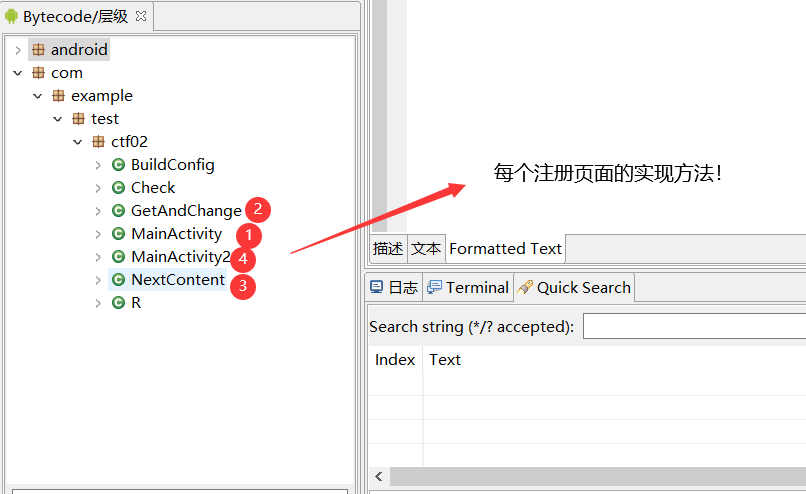 Bytecode/层级
android
com
example
test
ctf02
BuildConfig
Check
GetAndChange 2
MainActivity 1
MainActivity2 4
NextContent 3
R
每个注册页面的实现方法！
描述 文本 Formatted Text
日志 Terminal Quick Search
Search string (*/? accepted):
Index Text